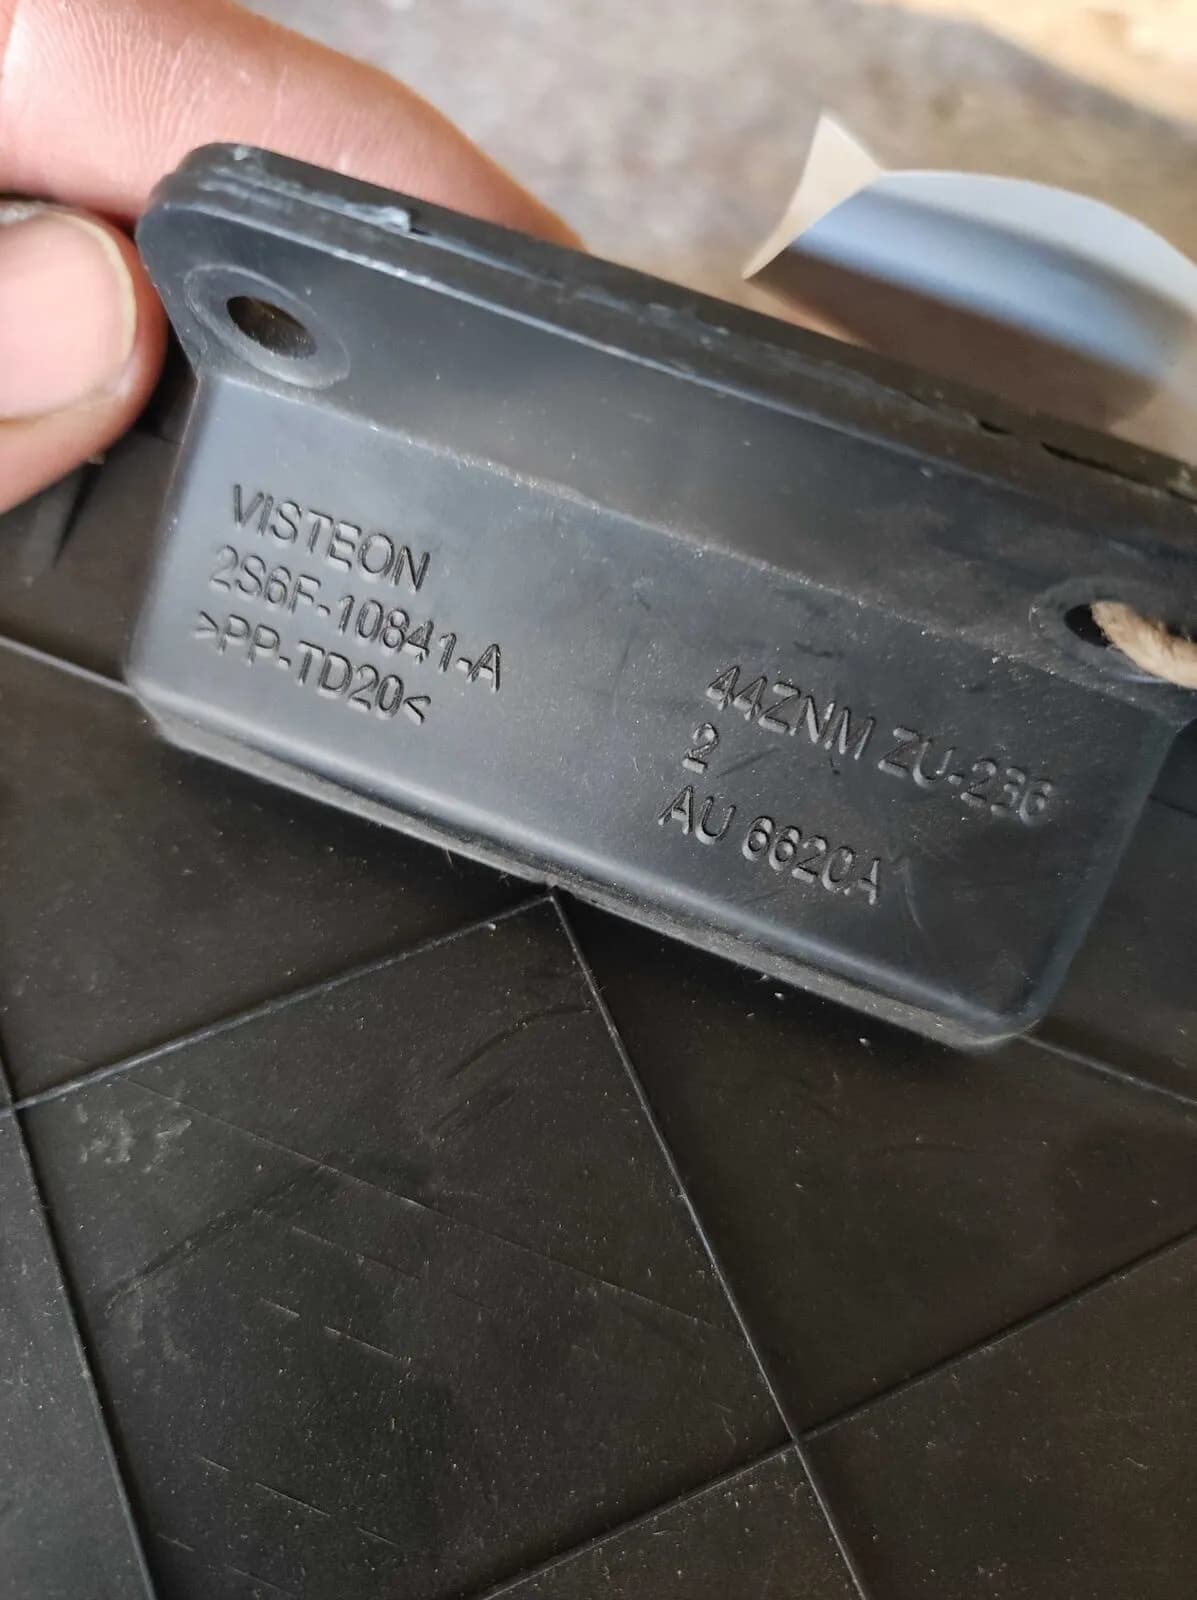 VISTEON
2S6F-10841-A
>PP-TD20<
44ZNM ZU-236
2
AU 6620A